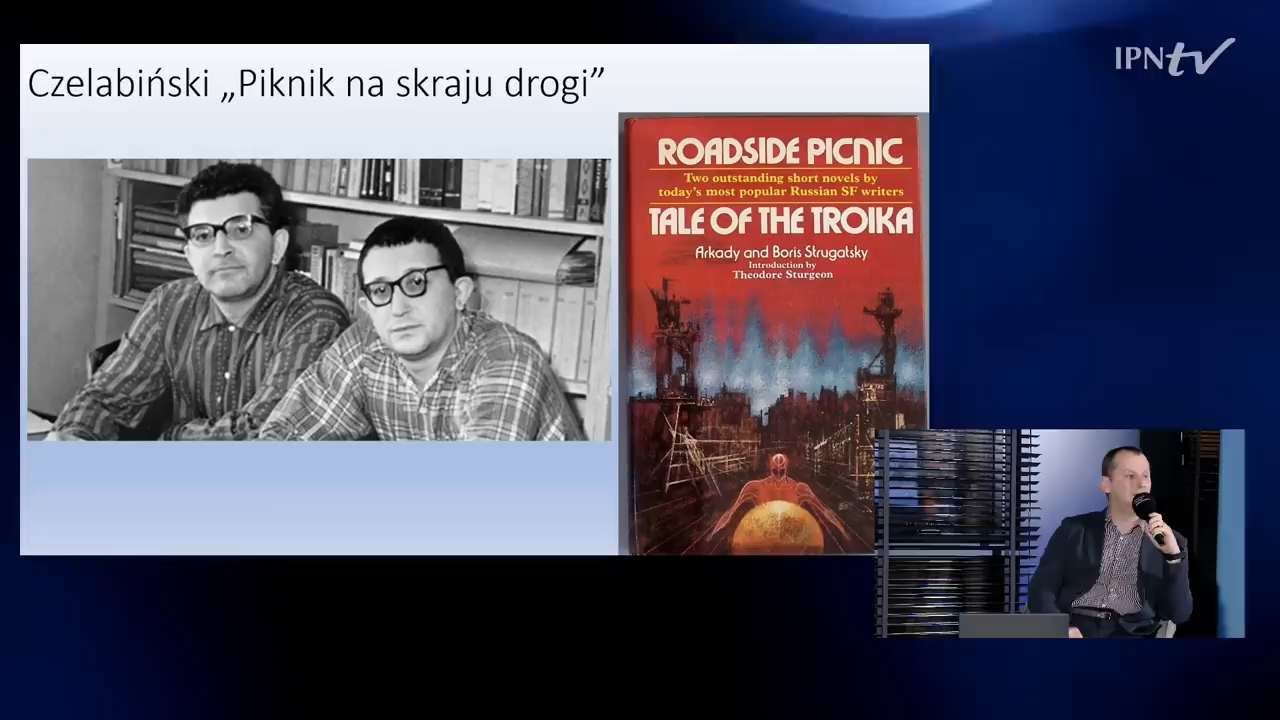 Czelabiński „Piknik na skraju drogi”
IPNtv
ROADSIDE PICNIC
Two outstanding short novels by
today's most popular Russian SF writers
TALE OF THE TROIKA
Arkady and Boris Strugatsky
Introduction by
Theodore Sturgeon